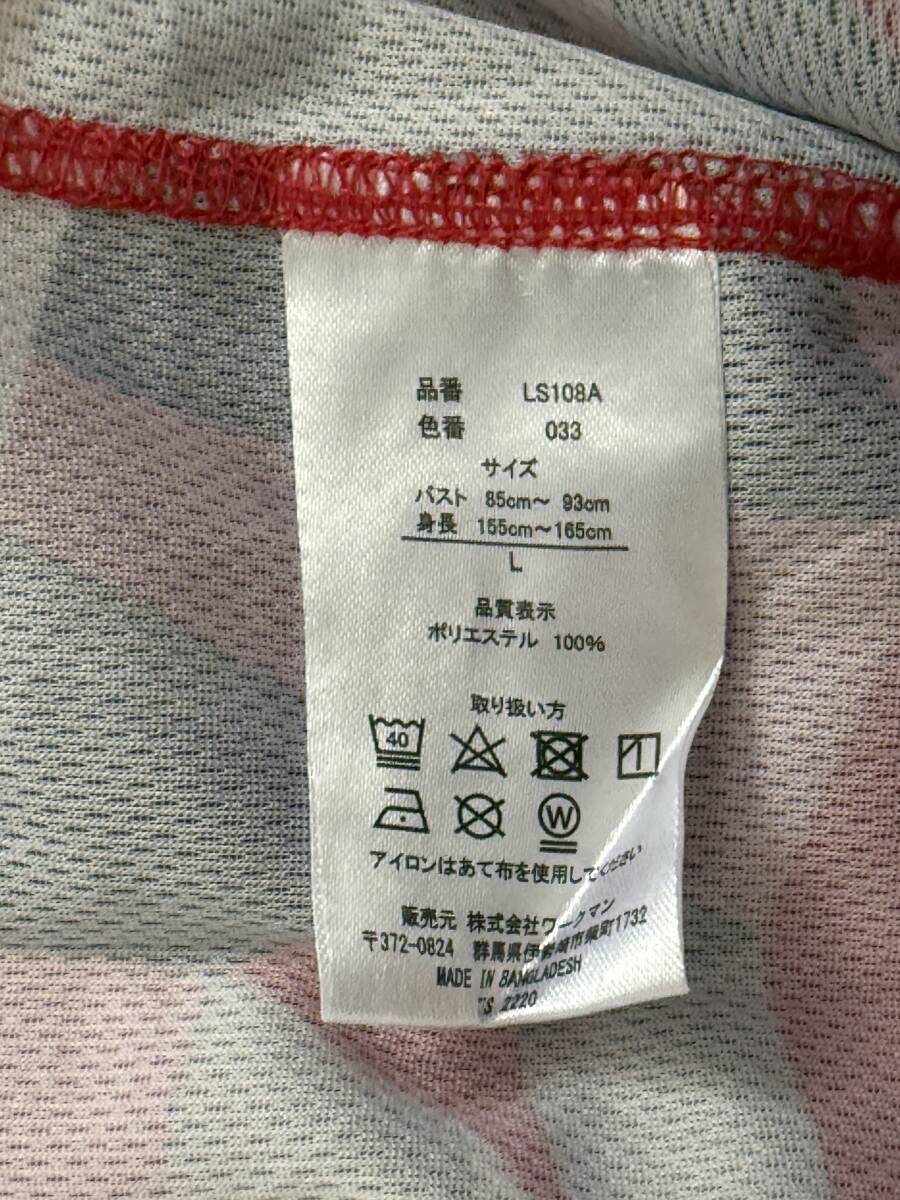 品番 LS108A
色番 033
サイズ
バスト 85cm〜 93cm
身長 155cm〜165cm
L
品質表示
ポリエステル 100%
取り扱い方
40
W
アイロンはあて布を使用してください
販売元 株式会社ワークマン
〒372-0824 群馬県伊勢崎市柴町1732
MADE IN BANGLADESH
2220